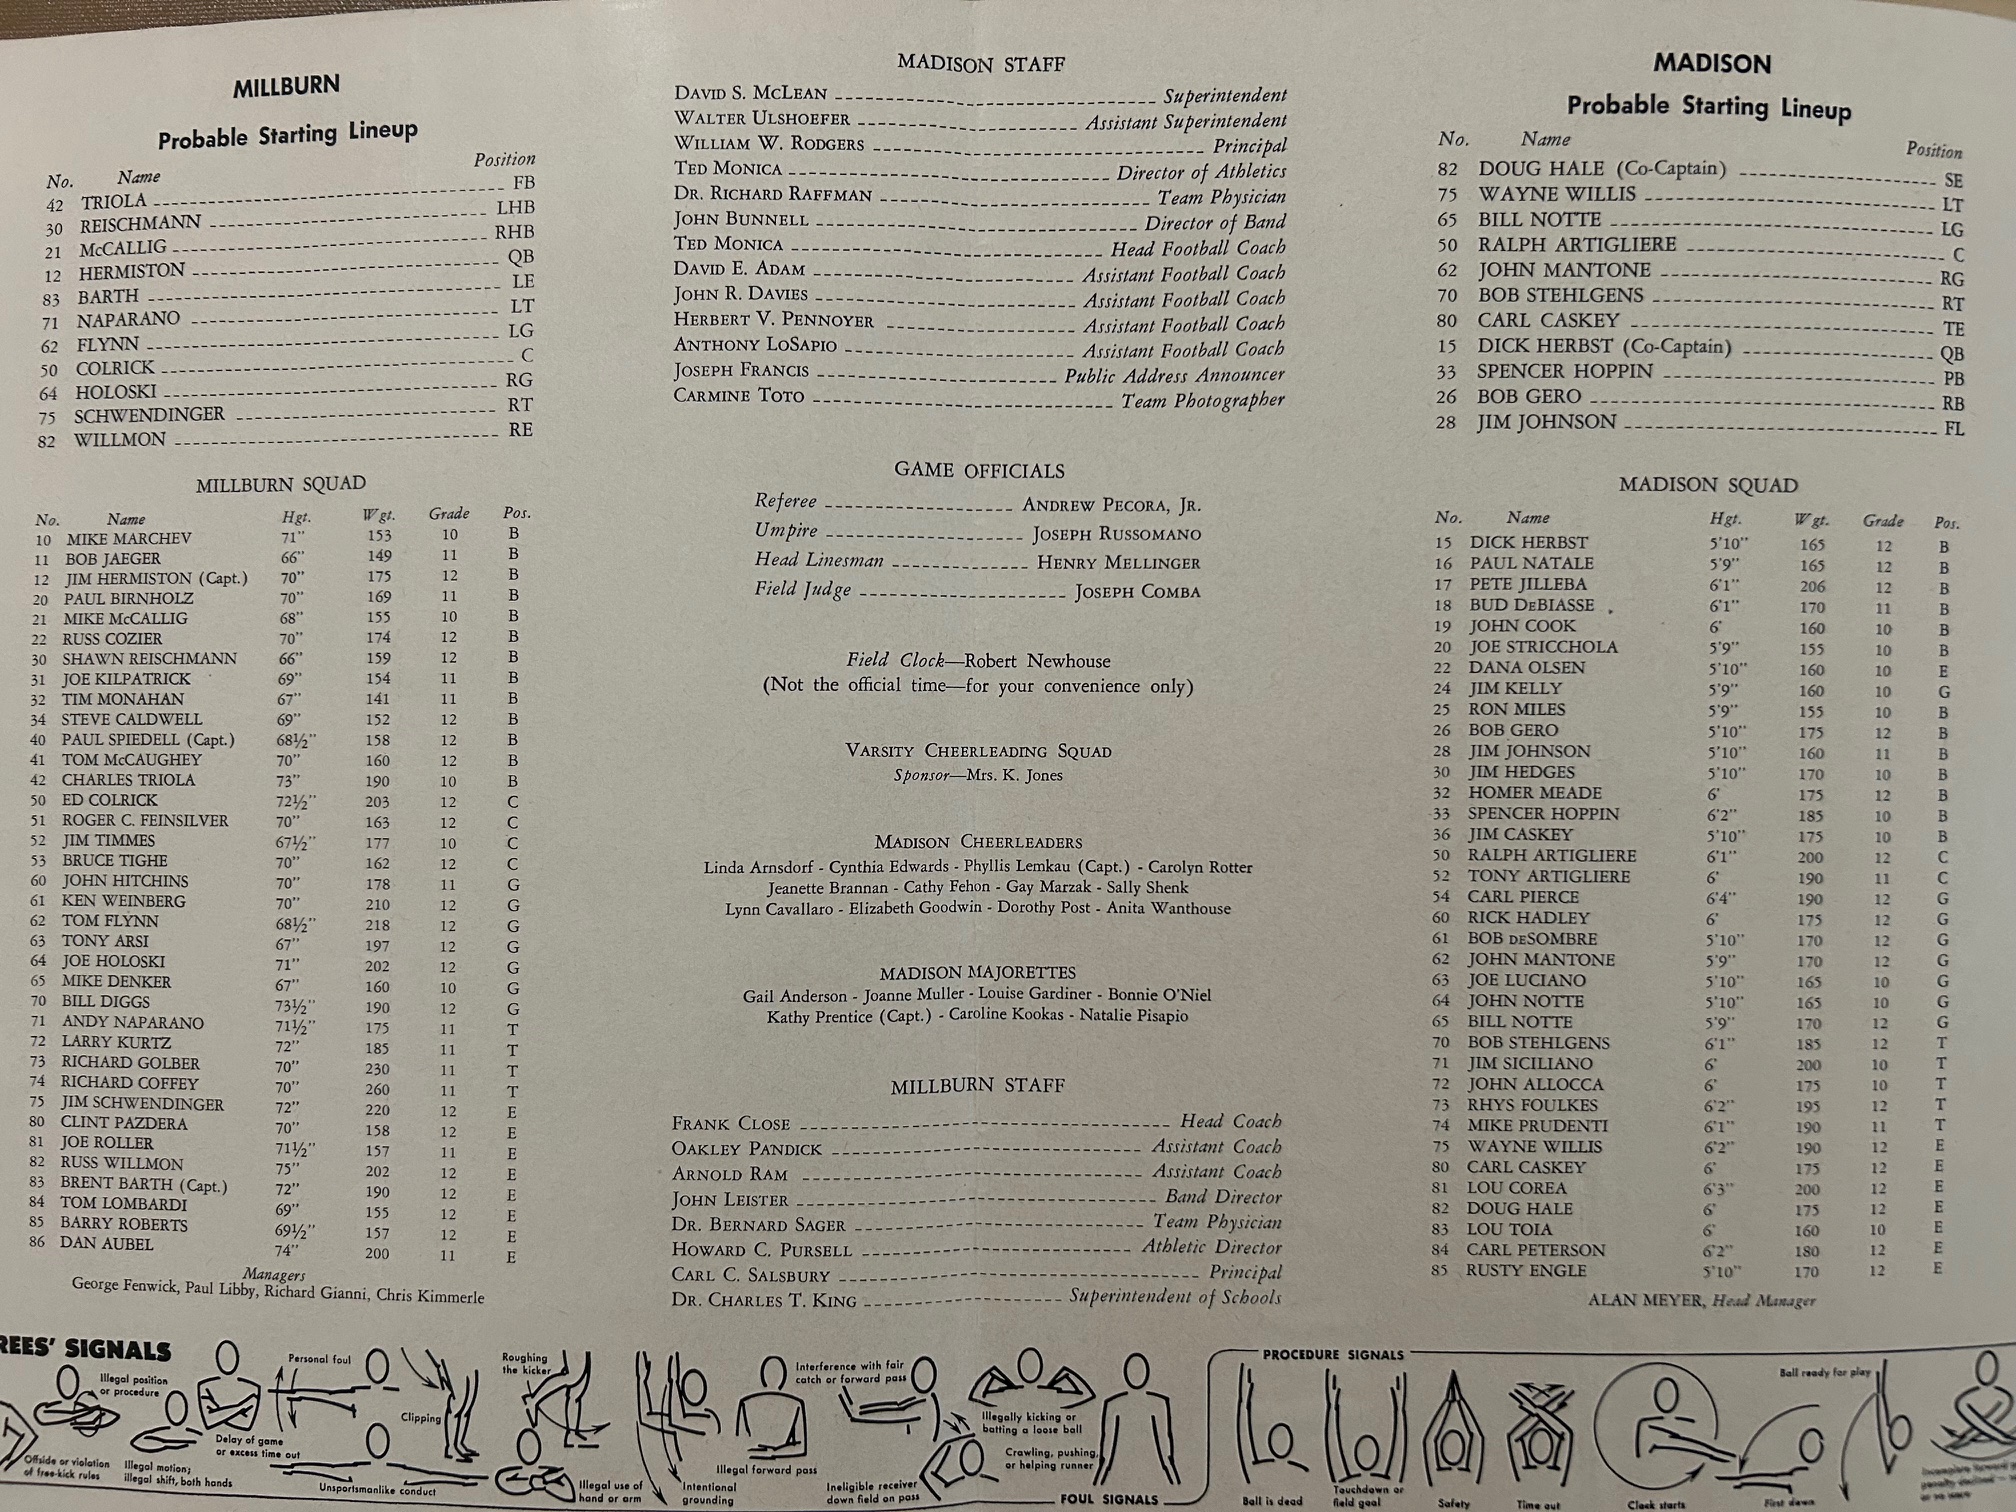 MILLBURN
Probable Starting Lineup
No. Name Position
42 TRIOLA FB
30 REISCHMANN LHB
21 McCALLIG RHB
12 HERMISTON QB
83 BARTH LE
71 NAPARANO LT
62 FLYNN LG
50 COLRICK C
64 HOLOSKI RG
75 SCHWENDINGER RT
82 WILLMON RE
MILLBURN SQUAD
No. Name Hgt. Wgt. Grade Pos.
10 MIKE MARCHEV 71" 153 10 B
11 BOB JAEGER 66" 149 11 B
12 JIM HERMISTON (Capt.) 70" 175 12 B
20 PAUL BIRNHOLZ 70" 169 11 B
21 MIKE McCALLIG 68" 155 10 B
22 RUSS COZIER 70" 174 12 B
30 SHAWN REISCHMANN 66" 159 12 B
31 JOE KILPATRICK 69" 154 11 B
32 TIM MONAHAN 67" 141 11 B
34 STEVE CALDWELL 69" 152 12 B
40 PAUL SPIEDELL (Capt.) 68½" 158 12 B
41 TOM McCAUGHEY 70" 160 12 B
42 CHARLES TRIOLA 73" 190 10 B
50 ED COLRICK 72½" 203 12 C
51 ROGER C. FEINSILVER 70" 163 12 C
52 JIM TIMMES 67½" 177 10 C
53 BRUCE TIGHE 70" 162 12 C
60 JOHN HITCHINS 70" 178 11 G
61 KEN WEINBERG 70" 210 12 G
62 TOM FLYNN 68½" 218 12 G
63 TONY ARSI 67" 197 12 G
64 JOE HOLOSKI 71" 202 12 G
65 MIKE DENKER 67" 160 10 G
70 BILL DIGGS 73½" 190 12 G
71 ANDY NAPARANO 71½" 175 11 T
72 LARRY KURTZ 72" 185 11 T
73 RICHARD GOLBER 70" 230 11 T
74 RICHARD COFFEY 70" 260 11 T
75 JIM SCHWENDINGER 72" 220 12 E
80 CLINT PAZDERA 70" 158 12 E
81 JOE ROLLER 71½" 157 11 E
82 RUSS WILLMON 75" 202 12 E
83 BRENT BARTH (Capt.) 72" 190 12 E
84 TOM LOMBARDI 69" 155 12 E
85 BARRY ROBERTS 69½" 157 12 E
86 DAN AUBEL 74" 200 11 E
Managers
George Fenwick, Paul Libby, Richard Gianni, Chris Kimmerle
MADISON STAFF
DAVID S. McLEAN Superintendent
WALTER ULSHOEFER Assistant Superintendent
WILLIAM W. RODGERS Principal
TED MONICA Director of Athletics
DR. RICHARD RAFFMAN Team Physician
JOHN BUNNELL Director of Band
TED MONICA Head Football Coach
DAVID E. ADAM Assistant Football Coach
JOHN R. DAVIES Assistant Football Coach
HERBERT V. PENNOYER Assistant Football Coach
ANTHONY LoSAPIO Assistant Football Coach
JOSEPH FRANCIS Public Address Announcer
CARMINE TOTO Team Photographer
GAME OFFICIALS
Referee ANDREW PECORA, JR.
Umpire JOSEPH RUSSOMANO
Head Linesman HENRY MELLINGER
Field Judge JOSEPH COMBA
Field Clock—Robert Newhouse
(Not the official time—for your convenience only)
VARSITY CHEERLEADING SQUAD
Sponsor—Mrs. K. Jones
MADISON CHEERLEADERS
Linda Arnsdorf - Cynthia Edwards - Phyllis Lemkau (Capt.) - Carolyn Rotter
Jeanette Brannan - Cathy Fehon - Gay Marzak - Sally Shenk
Lynn Cavallaro - Elizabeth Goodwin - Dorothy Post - Anita Wanthouse
MADISON MAJORETTES
Gail Anderson - Joanne Muller - Louise Gardiner - Bonnie O'Niel
Kathy Prentice (Capt.) - Caroline Kookas - Natalie Pisapio
MILLBURN STAFF
FRANK CLOSE Head Coach
OAKLEY PANDICK Assistant Coach
ARNOLD RAM Assistant Coach
JOHN LEISTER Band Director
DR. BERNARD SAGER Team Physician
HOWARD C. PURSELL Athletic Director
CARL C. SALSBURY Principal
DR. CHARLES T. KING Superintendent of Schools
MADISON
Probable Starting Lineup
No. Name Position
82 DOUG HALE (Co-Captain) SE
75 WAYNE WILLIS LT
65 BILL NOTTE LG
50 RALPH ARTIGLIERE C
62 JOHN MANTONE RG
70 BOB STEHLGENS RT
80 CARL CASKEY TE
15 DICK HERBST (Co-Captain) QB
33 SPENCER HOPPIN PB
26 BOB GERO RB
28 JIM JOHNSON FL
MADISON SQUAD
No. Name Hgt. Wgt. Grade Pos.
15 DICK HERBST 5'10" 165 12 B
16 PAUL NATALE 5'9" 165 12 B
17 PETE JILLEBA 6'1" 206 12 B
18 BUD DeBIASSE 6'1" 170 11 B
19 JOHN COOK 6' 160 10 B
20 JOE STRICCHOLA 5'9" 155 10 B
22 DANA OLSEN 5'10" 160 10 E
24 JIM KELLY 5'9" 160 10 G
25 RON MILES 5'9" 155 10 B
26 BOB GERO 5'10" 175 12 B
28 JIM JOHNSON 5'10" 160 11 B
30 JIM HEDGES 5'10" 170 10 B
32 HOMER MEADE 6' 175 12 B
33 SPENCER HOPPIN 6'2" 185 10 B
36 JIM CASKEY 5'10" 175 10 B
50 RALPH ARTIGLIERE 6'1" 200 12 C
52 TONY ARTIGLIERE 6' 190 11 C
54 CARL PIERCE 6'4" 190 12 G
60 RICK HADLEY 6' 175 12 G
61 BOB DESOMBRE 5'10" 170 12 G
62 JOHN MANTONE 5'9" 170 12 G
63 JOE LUCIANO 5'10" 165 10 G
64 JOHN NOTTE 5'10" 165 10 G
65 BILL NOTTE 5'9" 170 12 G
70 BOB STEHLGENS 6'1" 185 12 T
71 JIM SICILIANO 6' 200 10 T
72 JOHN ALLOCCA 6' 175 10 T
73 RHYS FOULKES 6'2" 195 12 T
74 MIKE PRUDENTI 6'1" 190 11 T
75 WAYNE WILLIS 6'2" 190 12 E
80 CARL CASKEY 6' 175 12 E
81 LOU COREA 6'3" 200 12 E
82 DOUG HALE 6' 175 12 E
83 LOU TOIA 6' 160 10 E
84 CARL PETERSON 6'2" 180 12 E
85 RUSTY ENGLE 5'10" 170 12 E
ALAN MEYER, Head Manager
REES' SIGNALS
Offside or violation
of free-kick rules
Illegal position
or procedure
Illegal motion;
illegal shift, both hands
Delay of game
or excess time out
Personal foul
Unsportsmanlike conduct
Clipping
Roughing
the kicker
Illegal use of
hand or arm
Intentional
grounding
Illegal forward pass
Interference with fair
catch or forward pass
Ineligible receiver
down field on pass
Illegally kicking or
batting a loose ball
Crawling, pushing,
or helping runner
FOUL SIGNALS
PROCEDURE SIGNALS
Ball is dead
Touchdown or
field goal
Safety
Time out
Clock starts
First down
Ball ready for play